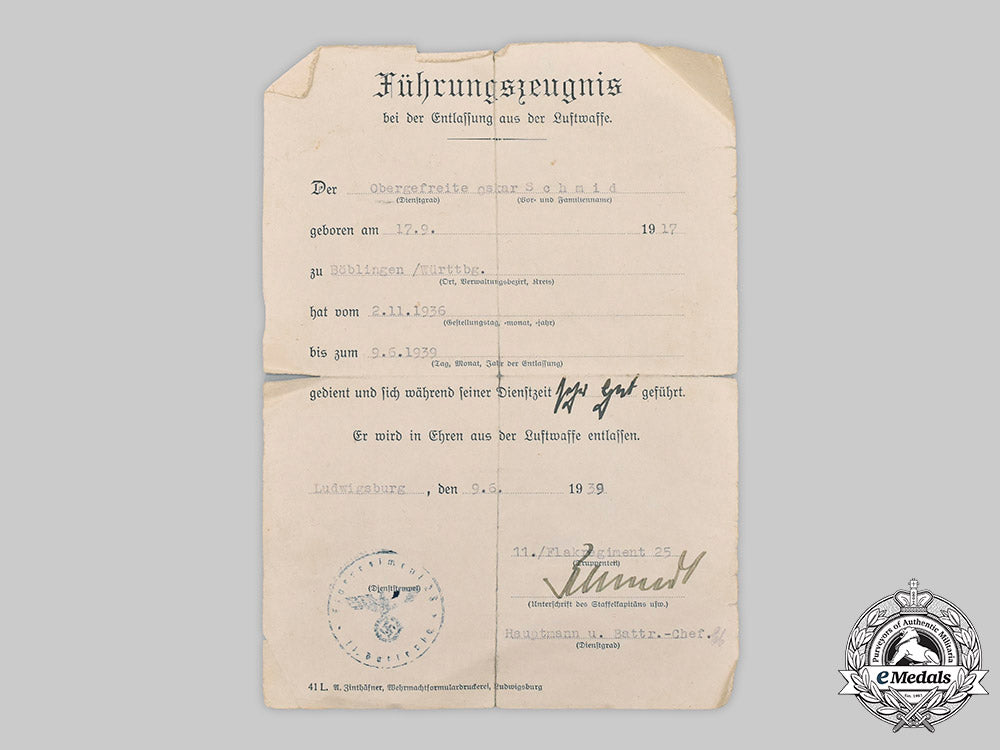 Führungszeugnis
bei der Entlassung aus der Luftwaffe.
Der Obergefreite Oskar Schmid
(Dienstgrad) (Vor- und Familienname)
geboren am 17.9. 1917
zu Böblingen /Württbg.
(Ort, Verwaltungsbezirk, Kreis)
hat vom 2.11.1936
(Gestellungstag, -monat, -jahr)
bis zum 9.6.1939
(Tag, Monat, Jahr der Entlassung)
gedient und sich während seiner Dienstzeit sehr gut geführt.
Er wird in Ehren aus der Luftwaffe entlassen.
Ludwigsburg, den 9.6. 1939
11./Flakregiment 25
(Truppenteil)
(Dienststempel)
Schmidt
(Unterschrift des Staffelkapitäns usw.)
Hauptmann u. Battr.-Chef.
(Dienstgrad)
41 L. A. Zinthäfner, Wehrmachtformulardruckerei, Ludwigsburg
Purveyors of Authentic Militaria
eMedals